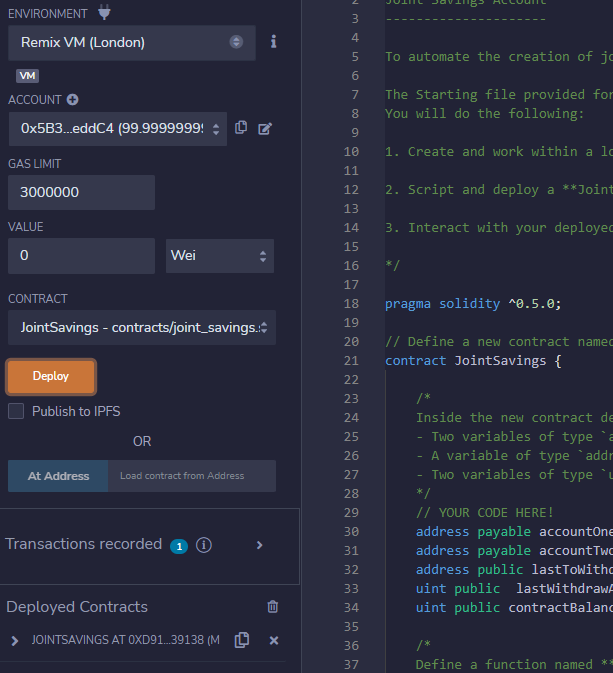 ENVIRONMENT
Remix VM (London)
VM
ACCOUNT
0x5B3...eddC4 (99.9999999
GAS LIMIT
3000000
VALUE
0
Wei
CONTRACT
JointSavings - contracts/joint_savings.
Deploy
Publish to IPFS
OR
At Address
Load contract from Address
Transactions recorded 1
Deployed Contracts
JOINTSAVINGS AT 0XD91...39138 (M
2 Joint Savings Account
3 ---------------------
4
5 To automate the creation of jo
6
7 The Starting file provided for
8 You will do the following:
9
10 1. Create and work within a lo
11
12 2. Script and deploy a **Joint
13
14 3. Interact with your deployed
15
16 */
17
18 pragma solidity ^0.5.0;
19
20 // Define a new contract named
21 contract JointSavings {
22
23 /*
24 Inside the new contract de
25 - Two variables of type `a
26 - A variable of type `addr
27 - Two variables of type `u
28 */
29 // YOUR CODE HERE!
30 address payable accountOne
31 address payable accountTwo
32 address public lastToWithd
33 uint public  lastWithdrawA
34 uint public contractBalanc
35
36 /*
37 Define a function named **